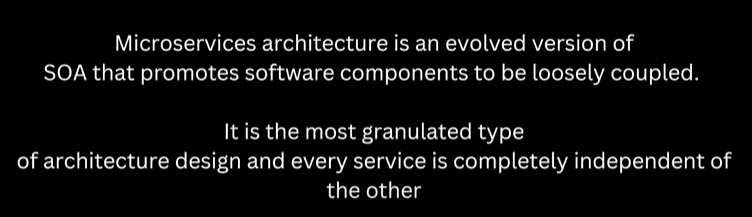 Microservices architecture is an evolved version of
SOA that promotes software components to be loosely coupled.
It is the most granulated type
of architecture design and every service is completely independent of
the other